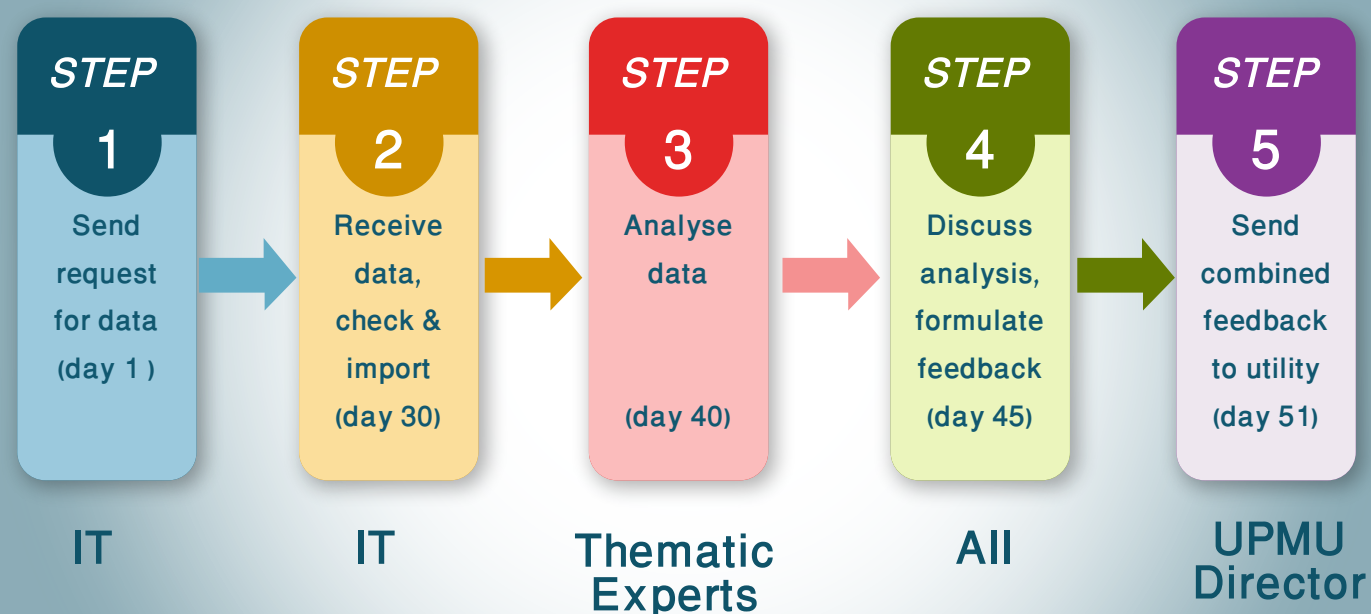 STEP
1
Send
request
for data
(day 1 )
IT
STEP
2
Receive
data,
check &
import
(day 30)
IT
STEP
3
Analyse
data
(day 40)
Thematic
Experts
STEP
4
Discuss
analysis,
formulate
feedback
(day 45)
All
STEP
5
Send
combined
feedback
to utility
(day 51)
UPMU
Director